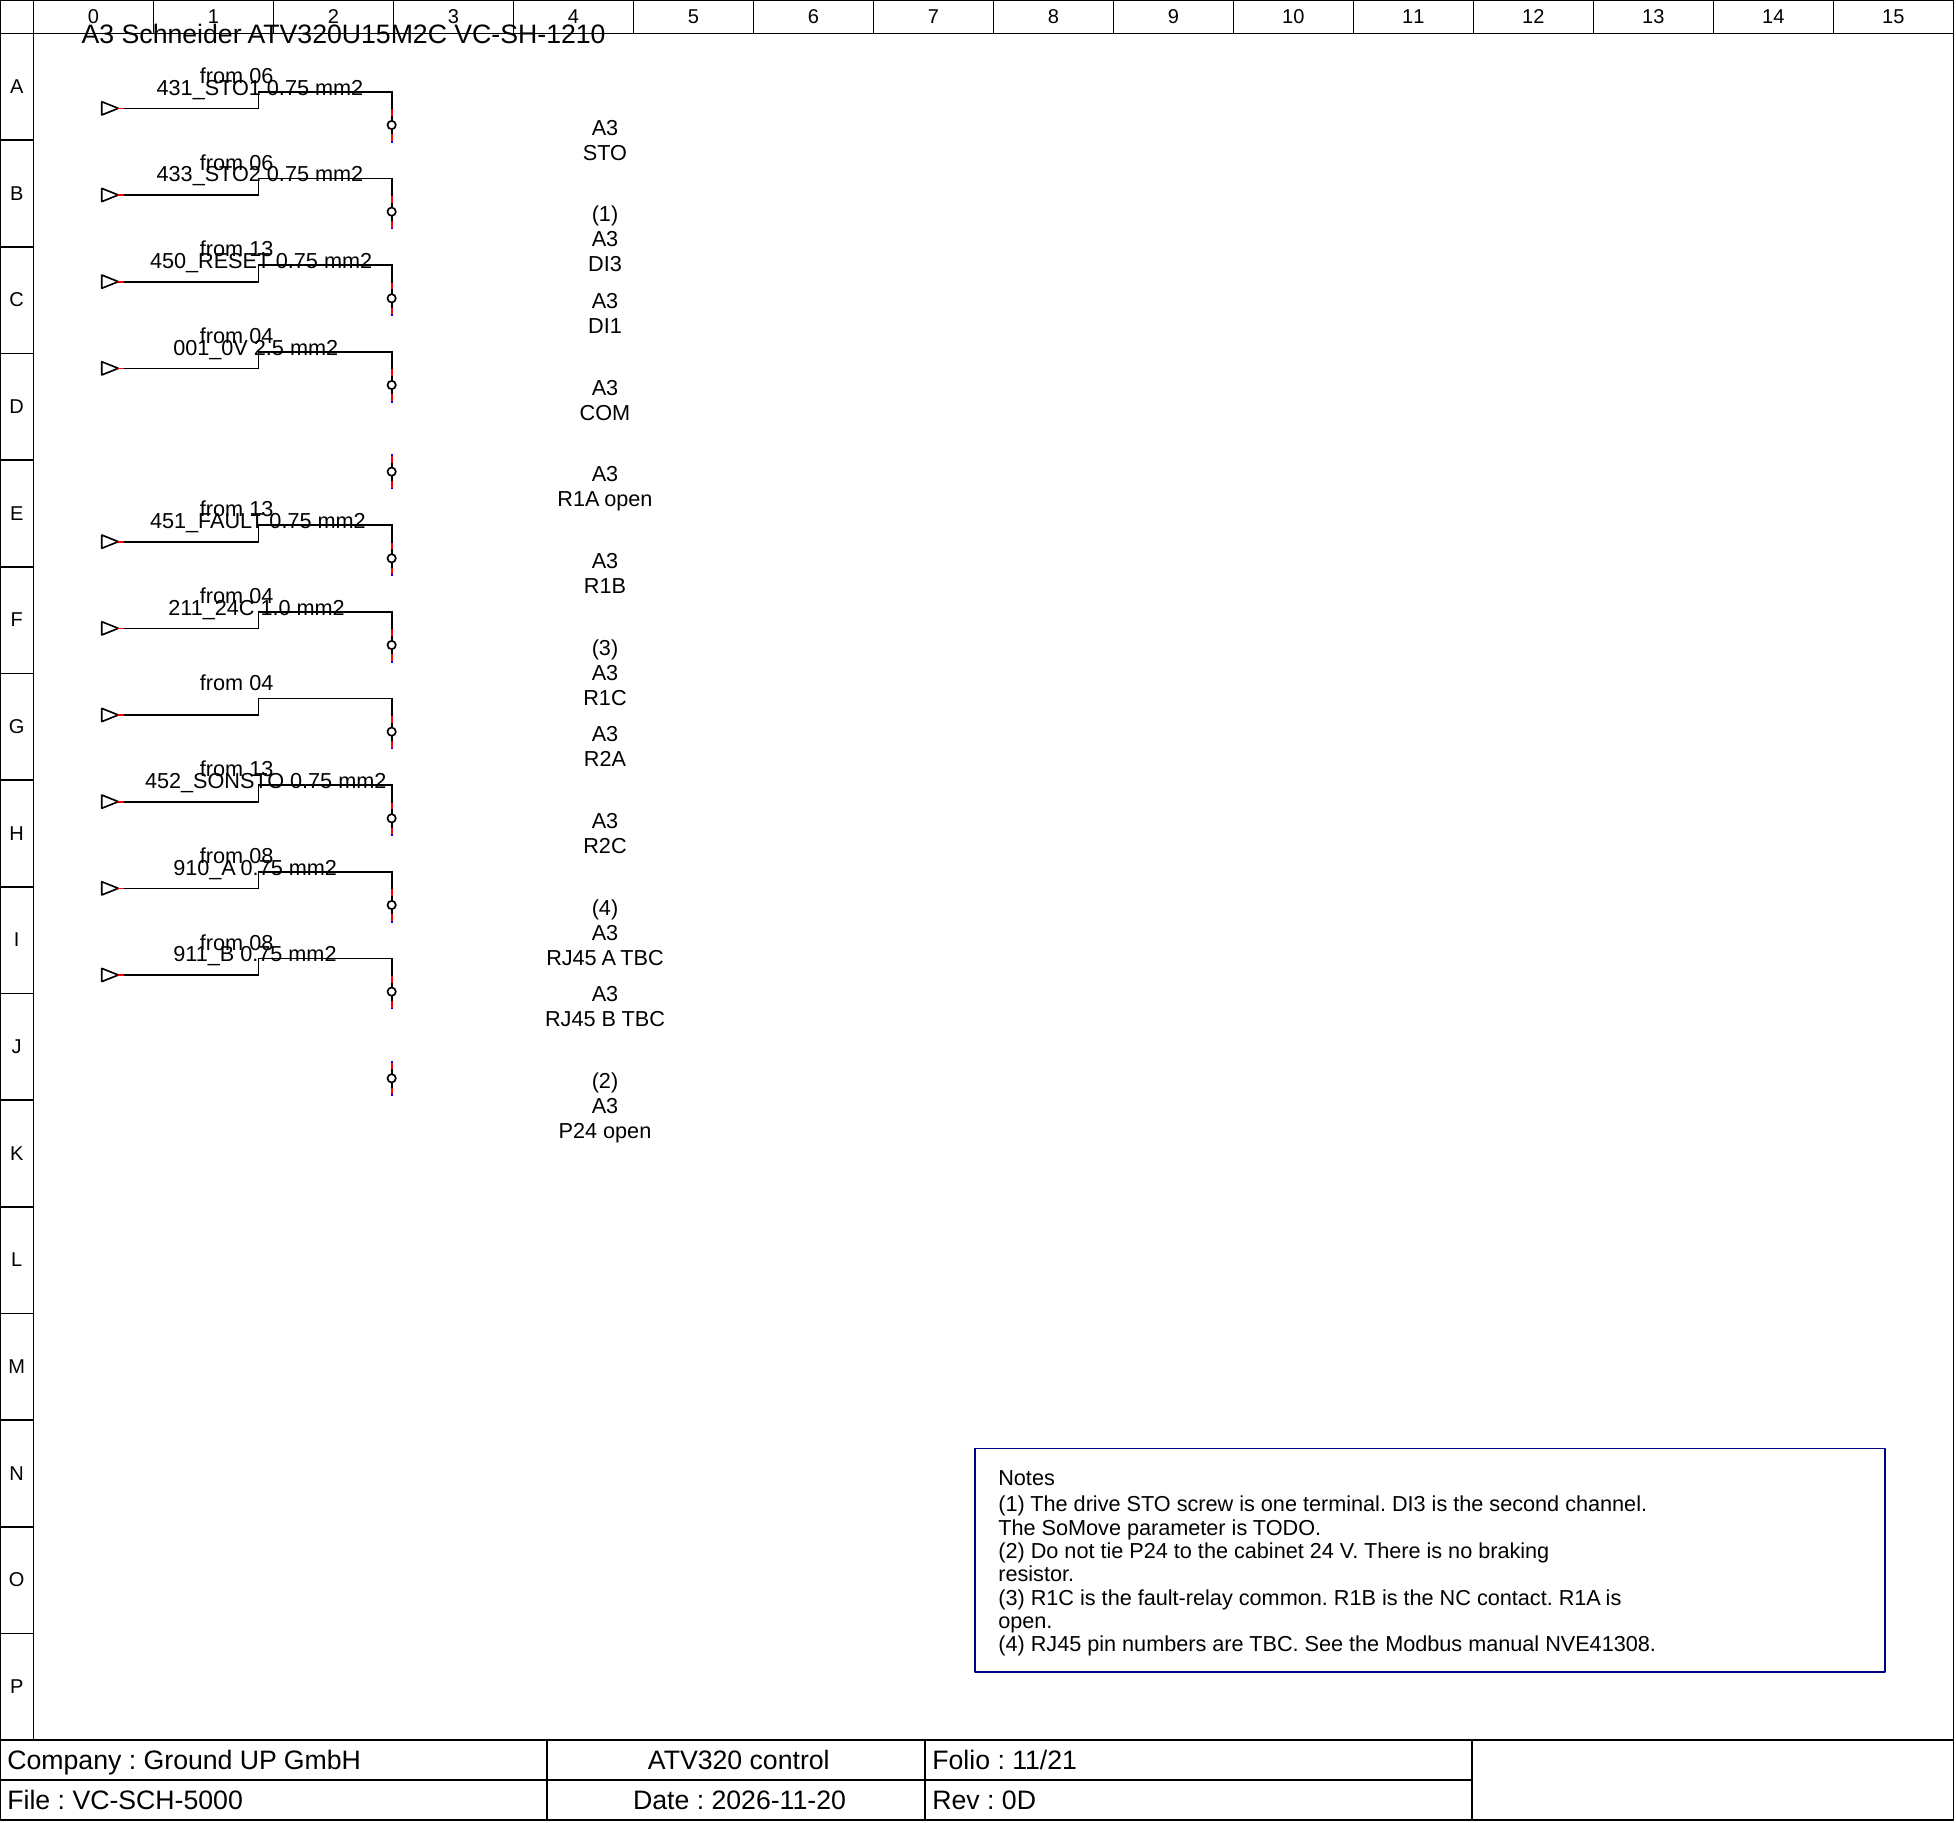 0 1 2 3 4 5 6 7 8 9 10 11 12 13 14 15
A3 Schneider ATV320U15M2C VC-SH-1210
A
from 06
431_STO1 0.75 mm2
A3
STO
B
from 06
433_STO2 0.75 mm2
(1)
A3
DI3
C
from 13
450_RESET 0.75 mm2
A3
DI1
from 04
001_0V 2.5 mm2
D
A3
COM
A3
R1A open
E
from 13
451_FAULT 0.75 mm2
A3
R1B
F
from 04
211_24C 1.0 mm2
(3)
A3
R1C
G
from 04
A3
R2A
from 13
452_SONSTO 0.75 mm2
H
A3
R2C
from 08
910_A 0.75 mm2
(4)
A3
RJ45 A TBC
I
from 08
911_B 0.75 mm2
A3
RJ45 B TBC
J
(2)
A3
P24 open
K
L
M
N
O
P
Notes
(1) The drive STO screw is one terminal. DI3 is the second channel.
The SoMove parameter is TODO.
(2) Do not tie P24 to the cabinet 24 V. There is no braking
resistor.
(3) R1C is the fault-relay common. R1B is the NC contact. R1A is
open.
(4) RJ45 pin numbers are TBC. See the Modbus manual NVE41308.
Company : Ground UP GmbH
ATV320 control
Folio : 11/21
File : VC-SCH-5000
Date : 2026-11-20
Rev : 0D